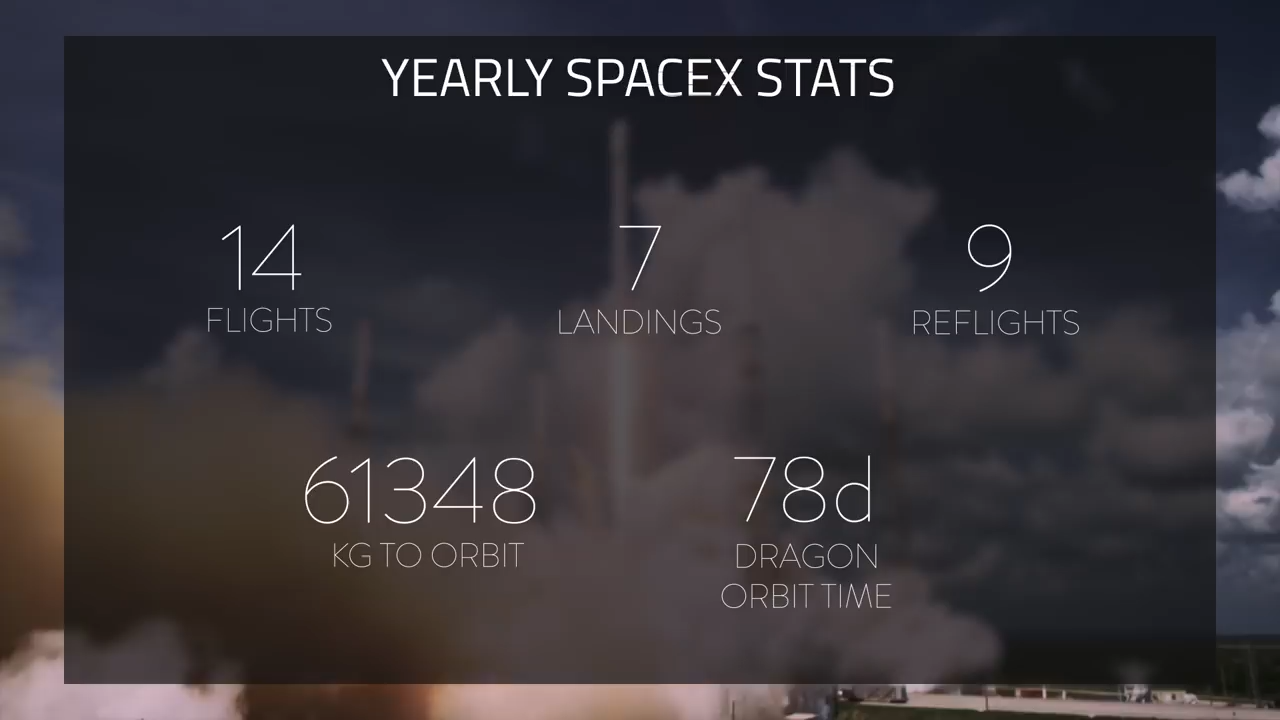 YEARLY SPACEX STATS
14
FLIGHTS
7
LANDINGS
9
REFLIGHTS
61348
KG TO ORBIT
78d
DRAGON
ORBIT TIME